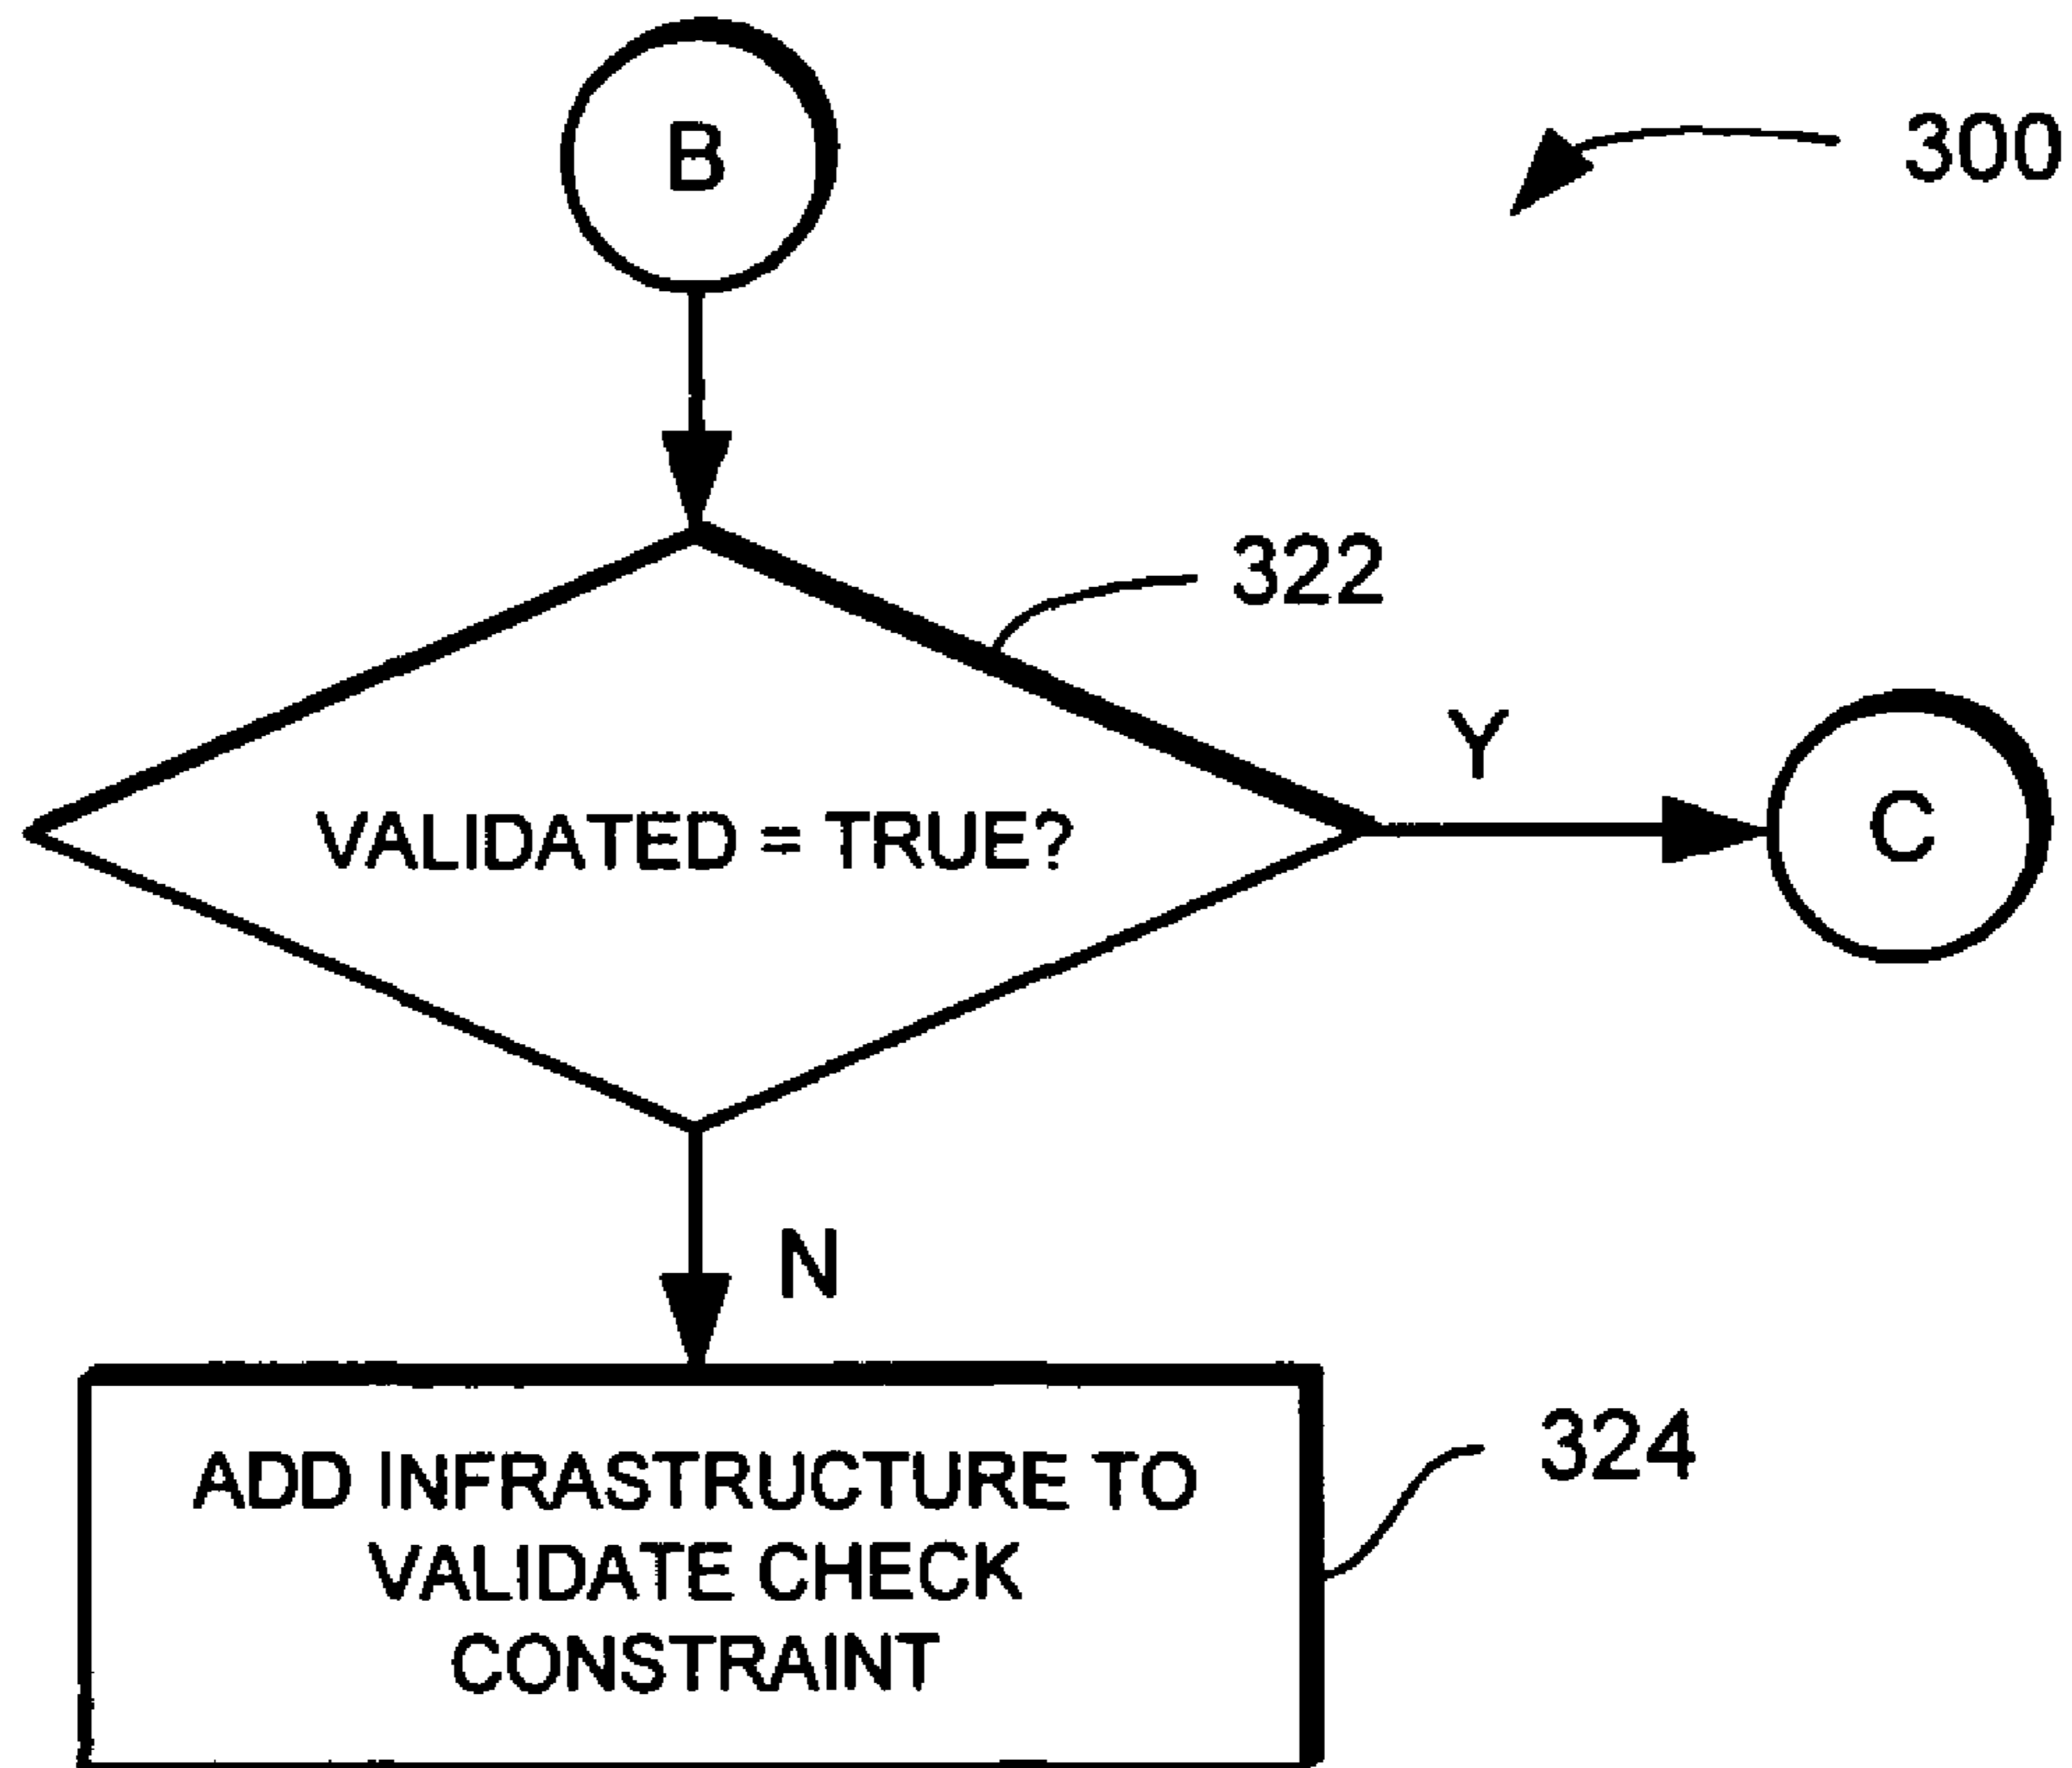 B
300
322
Y
VALIDATED = TRUE?
C
N
ADD INFRASTRUCTURE TO
VALIDATE CHECK
CONSTRAINT
324